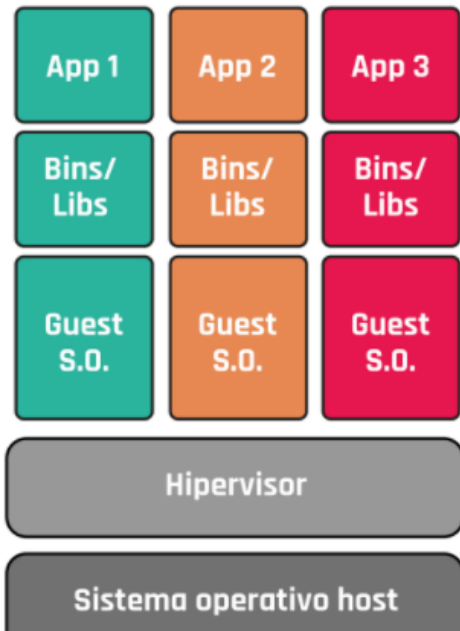 App 1
App 2
App 3
Bins/
Libs
Bins/
Libs
Bins/
Libs
Guest
S.O.
Guest
S.O.
Guest
S.O.
Hipervisor
Sistema operativo host